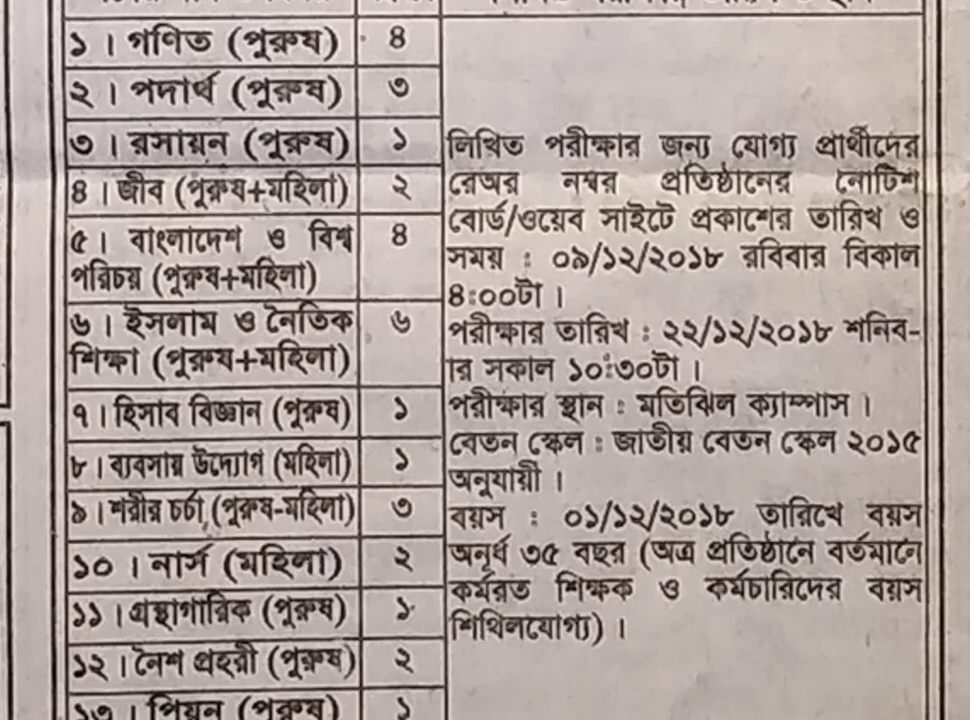 ১। গণিত (পুরুষ) ৪
২। পদার্থ (পুরুষ) ৩
৩। রসায়ন (পুরুষ) ১
৪। জীব (পুরুষ+মহিলা) ২
৫। বাংলাদেশ ও বিশ্ব ৪
পরিচয় (পুরুষ+মহিলা)
৬। ইসলাম ও নৈতিক ৬
শিক্ষা (পুরুষ+মহিলা)
৭। হিসাব বিজ্ঞান (পুরুষ) ১
৮। ব্যবসায় উদ্যোগ (মহিলা) ১
৯। শরীর চর্চা (পুরুষ-মহিলা) ৩
১০। নার্স (মহিলা) ২
১১। গ্রন্থাগারিক (পুরুষ) ১
১২। নৈশ প্রহরী (পুরুষ) ২
১৩। পিয়ন (পুরুষ) ১
লিখিত পরীক্ষার জন্য যোগ্য প্রার্থীদের
রেঅর নম্বর প্রতিষ্ঠানের নোটিশ
বোর্ড/ওয়েব সাইটে প্রকাশের তারিখ ও
সময় : ০৯/১২/২০১৮ রবিবার বিকাল
৪:০০টা।
পরীক্ষার তারিখ : ২২/১২/২০১৮ শনিব-
ার সকাল ১০:৩০টা।
পরীক্ষার স্থান : মতিঝিল ক্যাম্পাস।
বেতন স্কেল : জাতীয় বেতন স্কেল ২০১৫
অনুযায়ী।
বয়স : ০১/১২/২০১৮ তারিখে বয়স
অনূর্ধ ৩৫ বছর (অত্র প্রতিষ্ঠানে বর্তমানে
কর্মরত শিক্ষক ও কর্মচারিদের বয়স
শিথিলযোগ্য)।